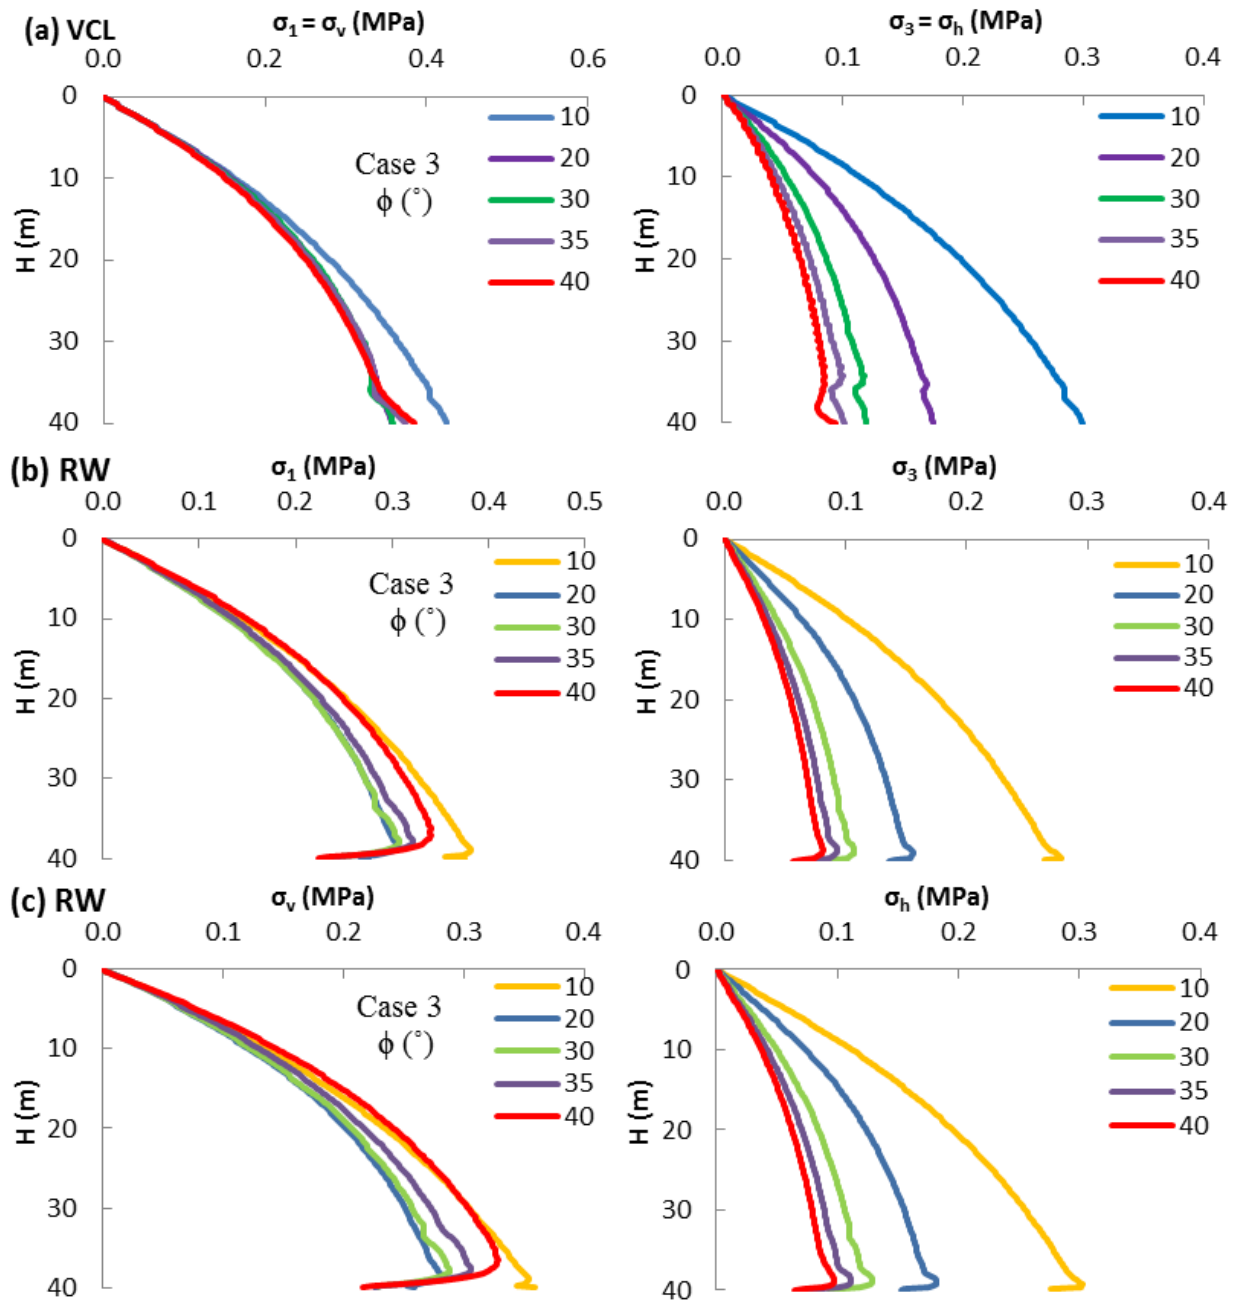 (a) VCL
σ1 = σv (MPa)
0.0 0.2 0.4 0.6
H (m)
0
10
20
30
40
Case 3
ϕ (˚)
10
20
30
35
40
σ3 = σh (MPa)
0.0 0.1 0.2 0.3 0.4
H (m)
0
10
20
30
40
10
20
30
35
40
(b) RW
σ1 (MPa)
0.0 0.1 0.2 0.3 0.4 0.5
H (m)
0
10
20
30
40
Case 3
ϕ (˚)
10
20
30
35
40
σ3 (MPa)
0.0 0.1 0.2 0.3 0.4
H (m)
0
10
20
30
40
10
20
30
35
40
(c) RW
σv (MPa)
0.0 0.1 0.2 0.3 0.4
H (m)
0
10
20
30
40
Case 3
ϕ (˚)
10
20
30
35
40
σh (MPa)
0.0 0.1 0.2 0.3 0.4
H (m)
0
10
20
30
40
10
20
30
35
40